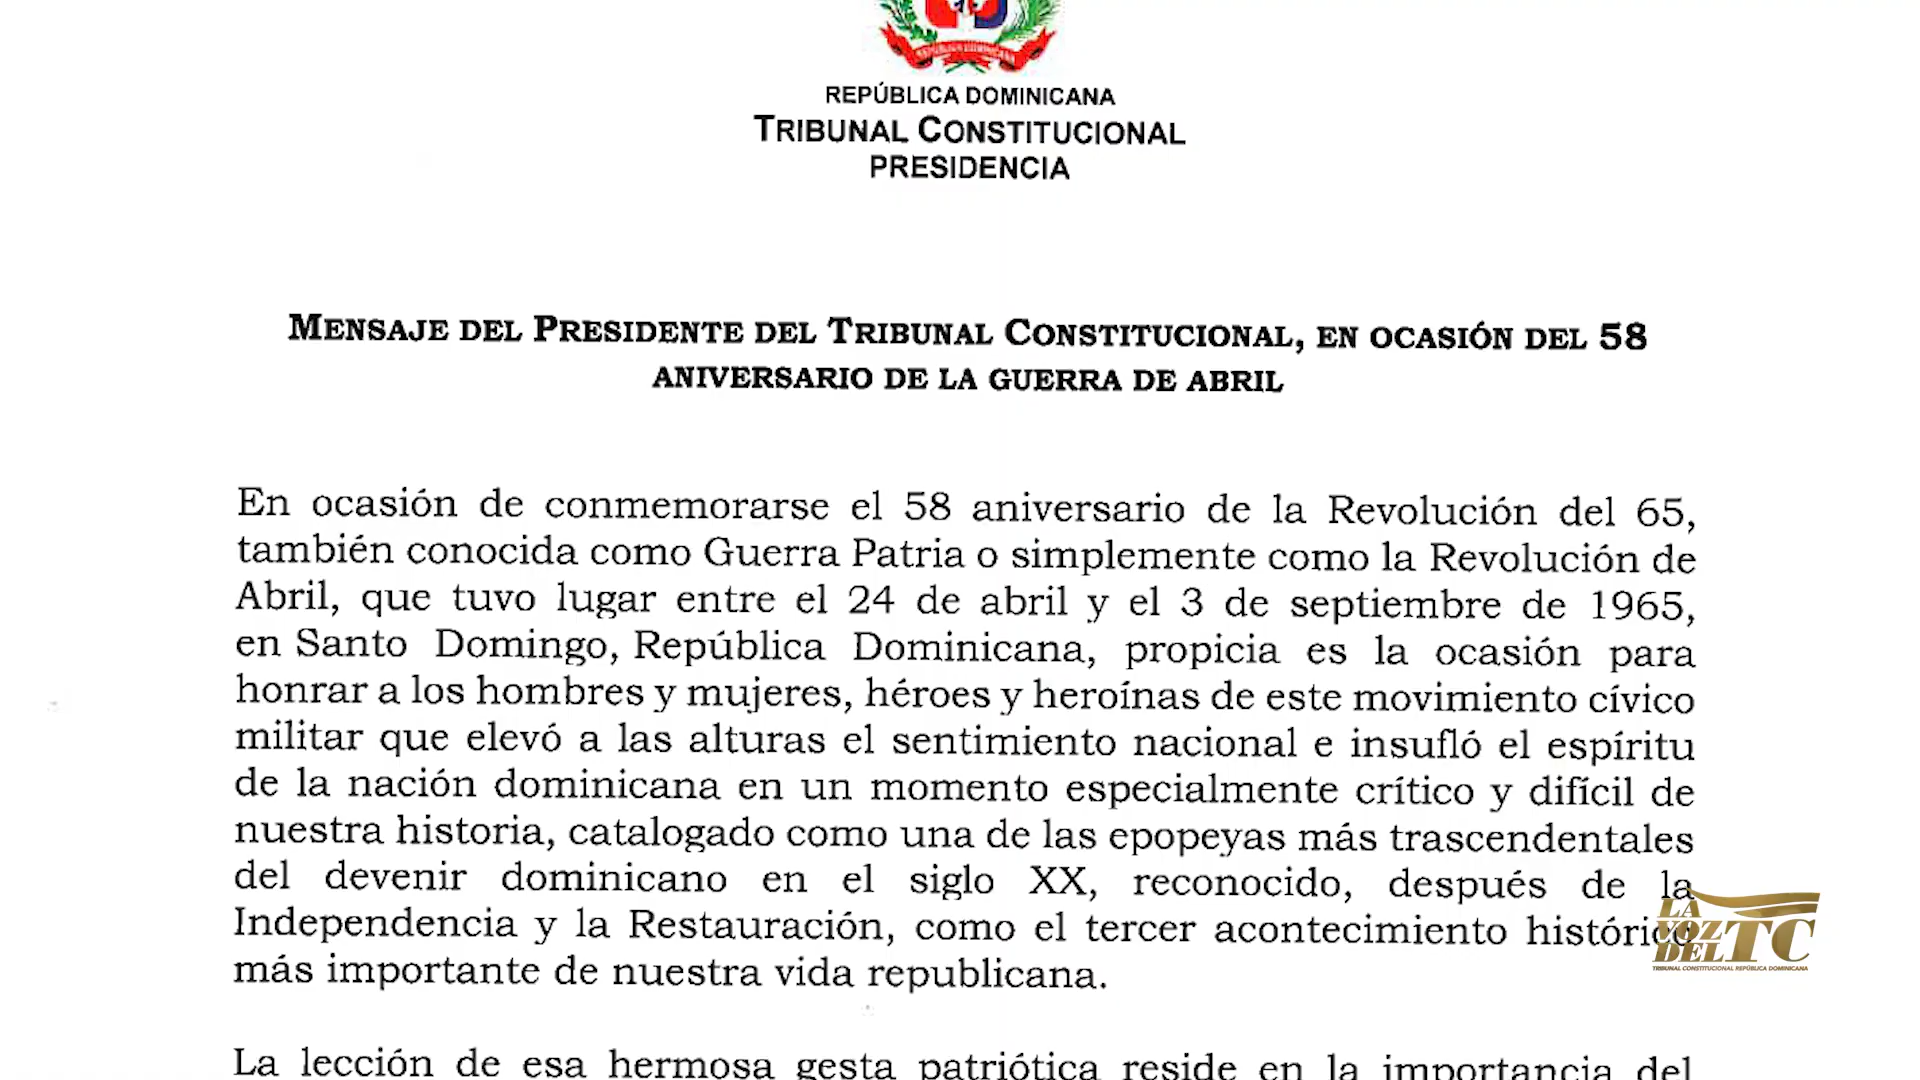 REPÚBLICA DOMINICANA
REPÚBLICA DOMINICANA
TRIBUNAL CONSTITUCIONAL
PRESIDENCIA
MENSAJE DEL PRESIDENTE DEL TRIBUNAL CONSTITUCIONAL, EN OCASIÓN DEL 58
ANIVERSARIO DE LA GUERRA DE ABRIL
En ocasión de conmemorarse el 58 aniversario de la Revolución del 65,
también conocida como Guerra Patria o simplemente como la Revolución de
Abril, que tuvo lugar entre el 24 de abril y el 3 de septiembre de 1965,
en Santo Domingo, República Dominicana, propicia es la ocasión para
honrar a los hombres y mujeres, héroes y heroínas de este movimiento cívico
militar que elevó a las alturas el sentimiento nacional e insufló el espíritu
de la nación dominicana en un momento especialmente crítico y difícil de
nuestra historia, catalogado como una de las epopeyas más trascendentales
del devenir dominicano en el siglo XX, reconocido, después de la
Independencia y la Restauración, como el tercer acontecimiento histórico
más importante de nuestra vida republicana.
La lección de esa hermosa gesta patriótica reside en la importancia del
LA
VOZ
DEL TC
TRIBUNAL CONSTITUCIONAL REPÚBLICA DOMINICANA